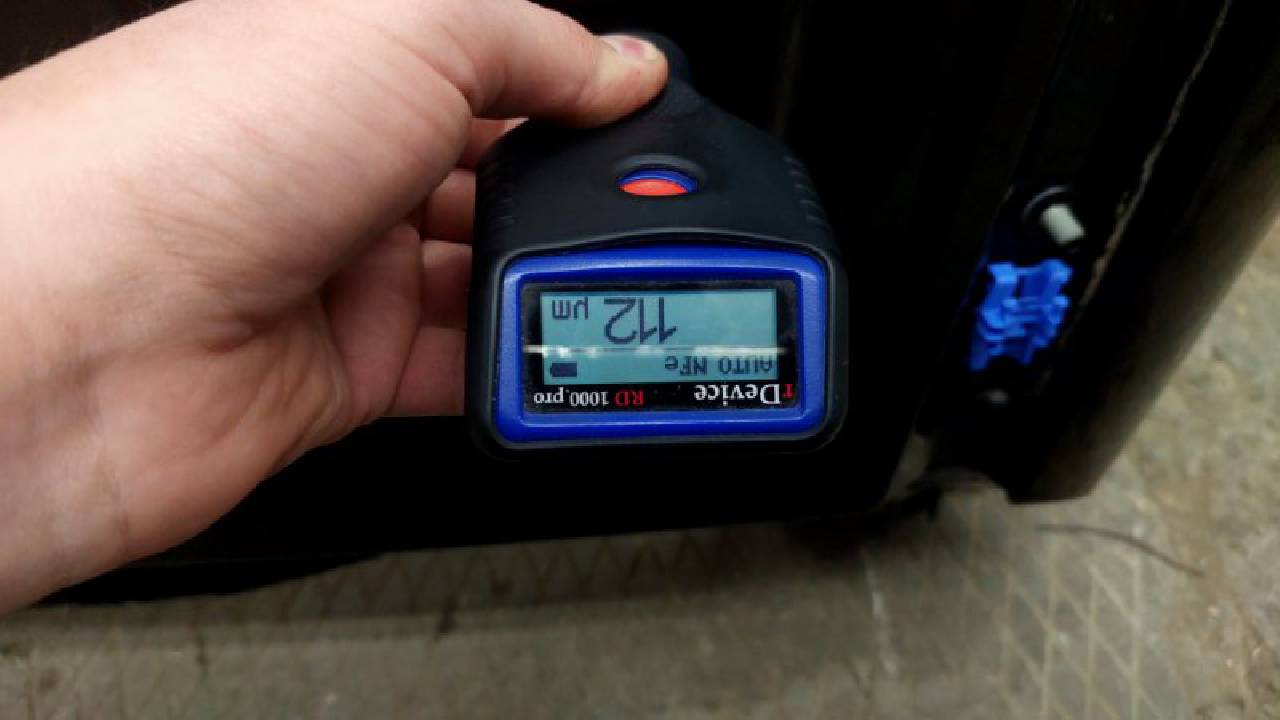 rDevice RD 1000 pro
AUTO NFe
112 µm